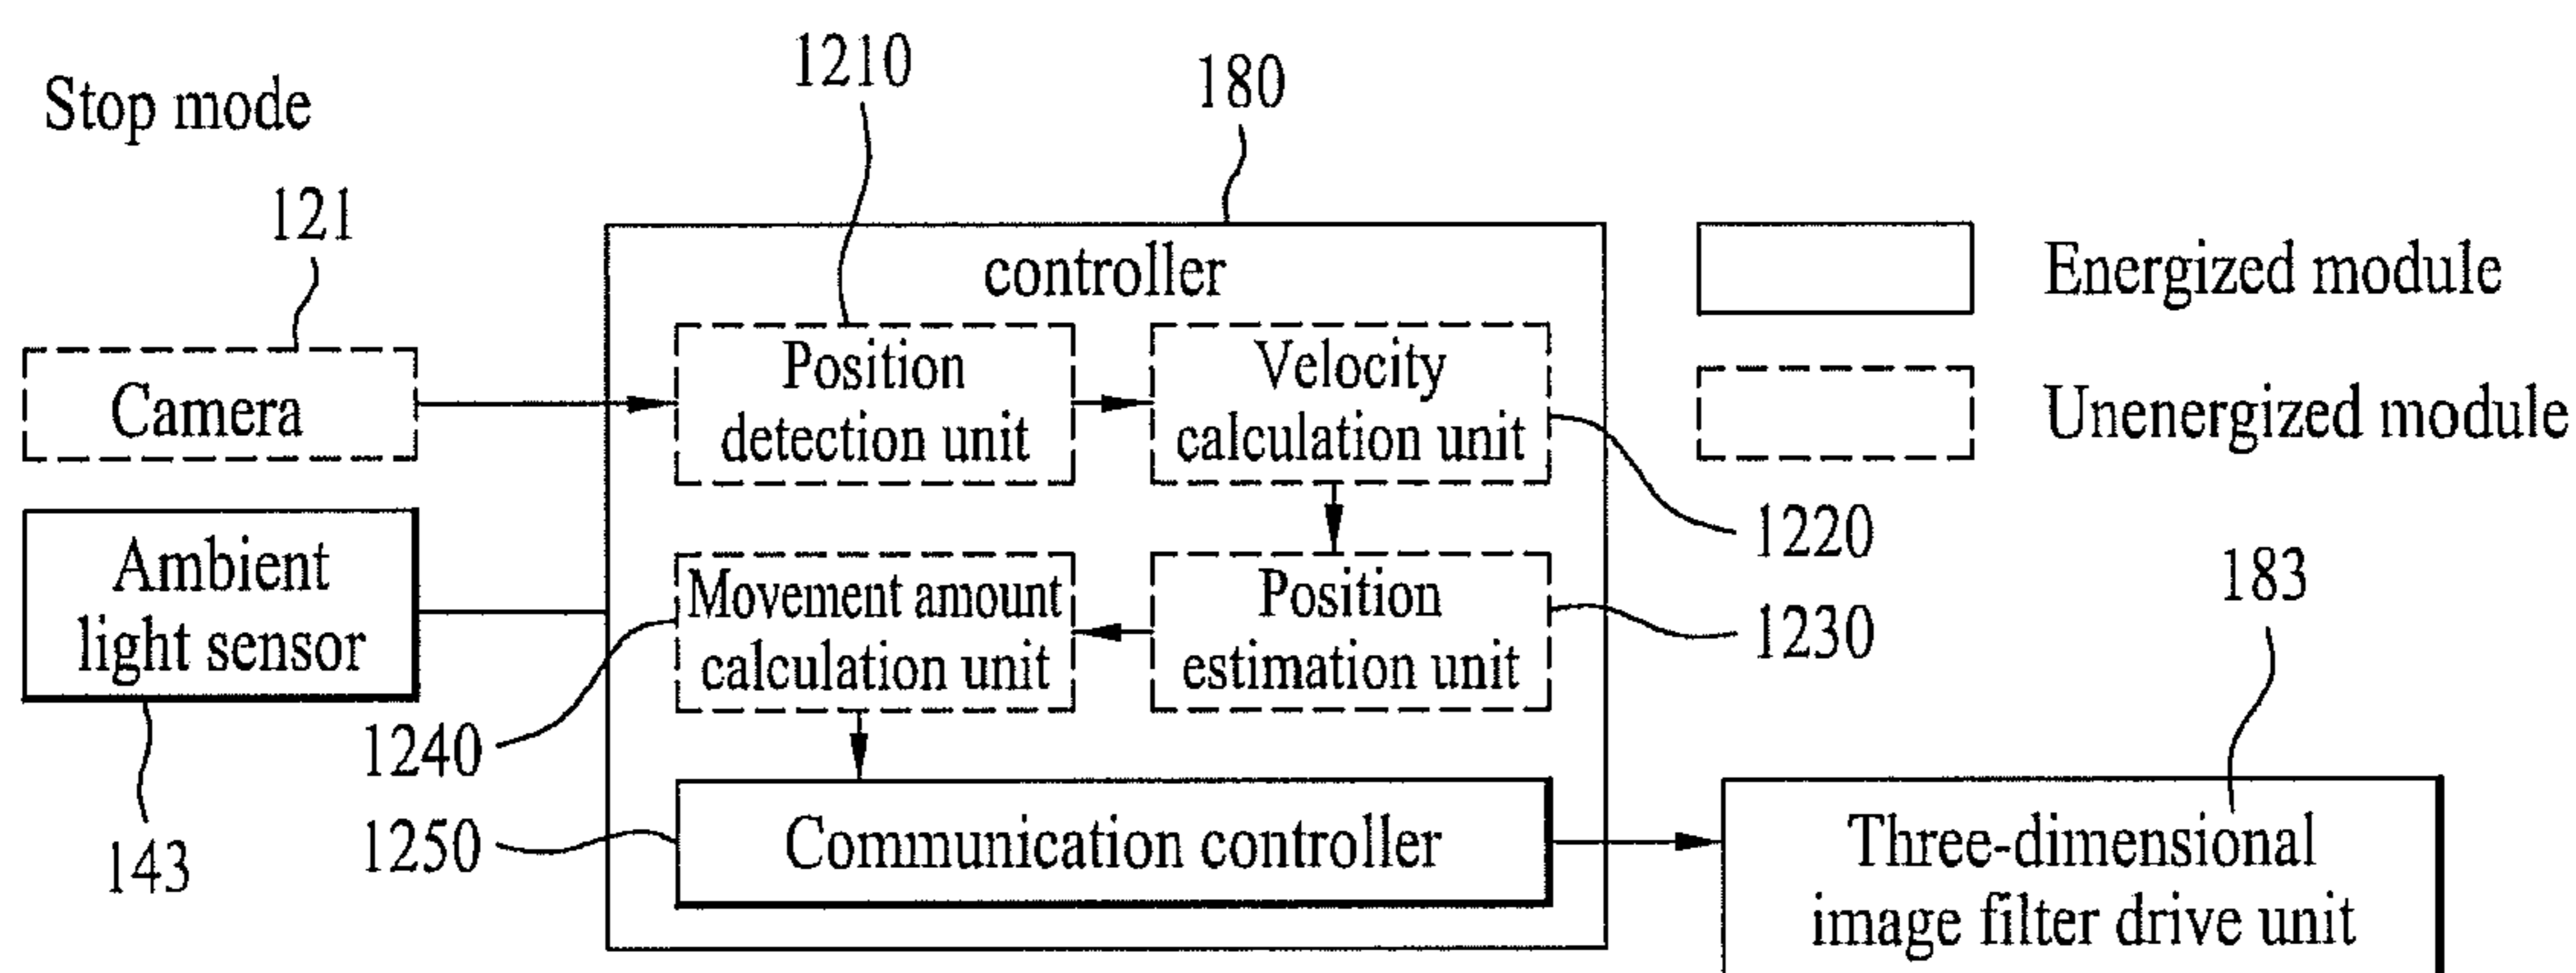 Stop mode
1210
180
121
controller
Energized module
Camera
Position
detection unit
Velocity
calculation unit
Unenergized module
1220
Ambient
light sensor
Movement amount
calculation unit
Position
estimation unit
1230
183
1240
143
1250
Communication controller
Three-dimensional
image filter drive unit